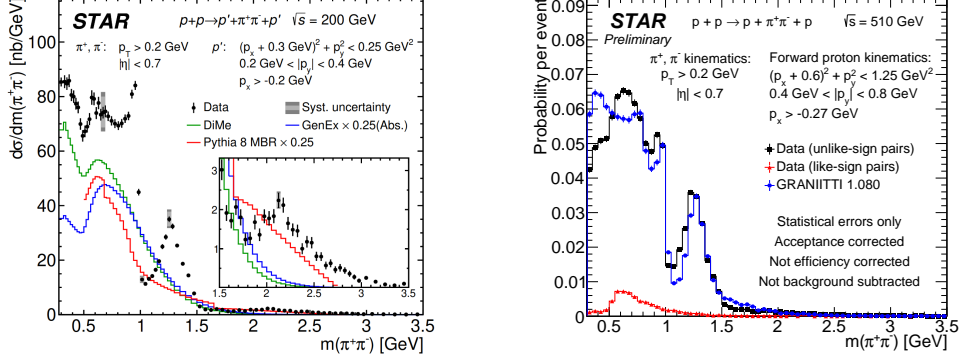 STAR p+p→p′+π⁺π⁻+p′ √s = 200 GeV
π⁺, π⁻: p_T > 0.2 GeV p′: (p_x + 0.3 GeV)² + p_y² < 0.25 GeV²
|η| < 0.7 0.2 GeV < |p_y| < 0.4 GeV
p_x > -0.2 GeV
Data Syst. uncertainty
DiMe GenEx × 0.25(Abs.)
Pythia 8 MBR × 0.25
dσ/dm(π⁺π⁻) [nb/GeV]
100
80
60
40
20
0
3
2
1
1.5 2 2.5 3 3.5
0.5 1 1.5 2 2.5 3 3.5
m(π⁺π⁻) [GeV]
STAR p + p → p + π⁺π⁻ + p √s = 510 GeV
Preliminary
π⁺, π⁻ kinematics: Forward proton kinematics:
p_T > 0.2 GeV (p_x + 0.6)² + p_y² < 1.25 GeV²
|η| < 0.7 0.4 GeV < |p_y| < 0.8 GeV
p_x > -0.27 GeV
Data (unlike-sign pairs)
Data (like-sign pairs)
GRANIITTI 1.080
Statistical errors only
Acceptance corrected
Not efficiency corrected
Not background subtracted
Probability per event
0.09
0.08
0.07
0.06
0.05
0.04
0.03
0.02
0.01
0
0.5 1 1.5 2 2.5 3 3.5
m(π⁺π⁻) [GeV]